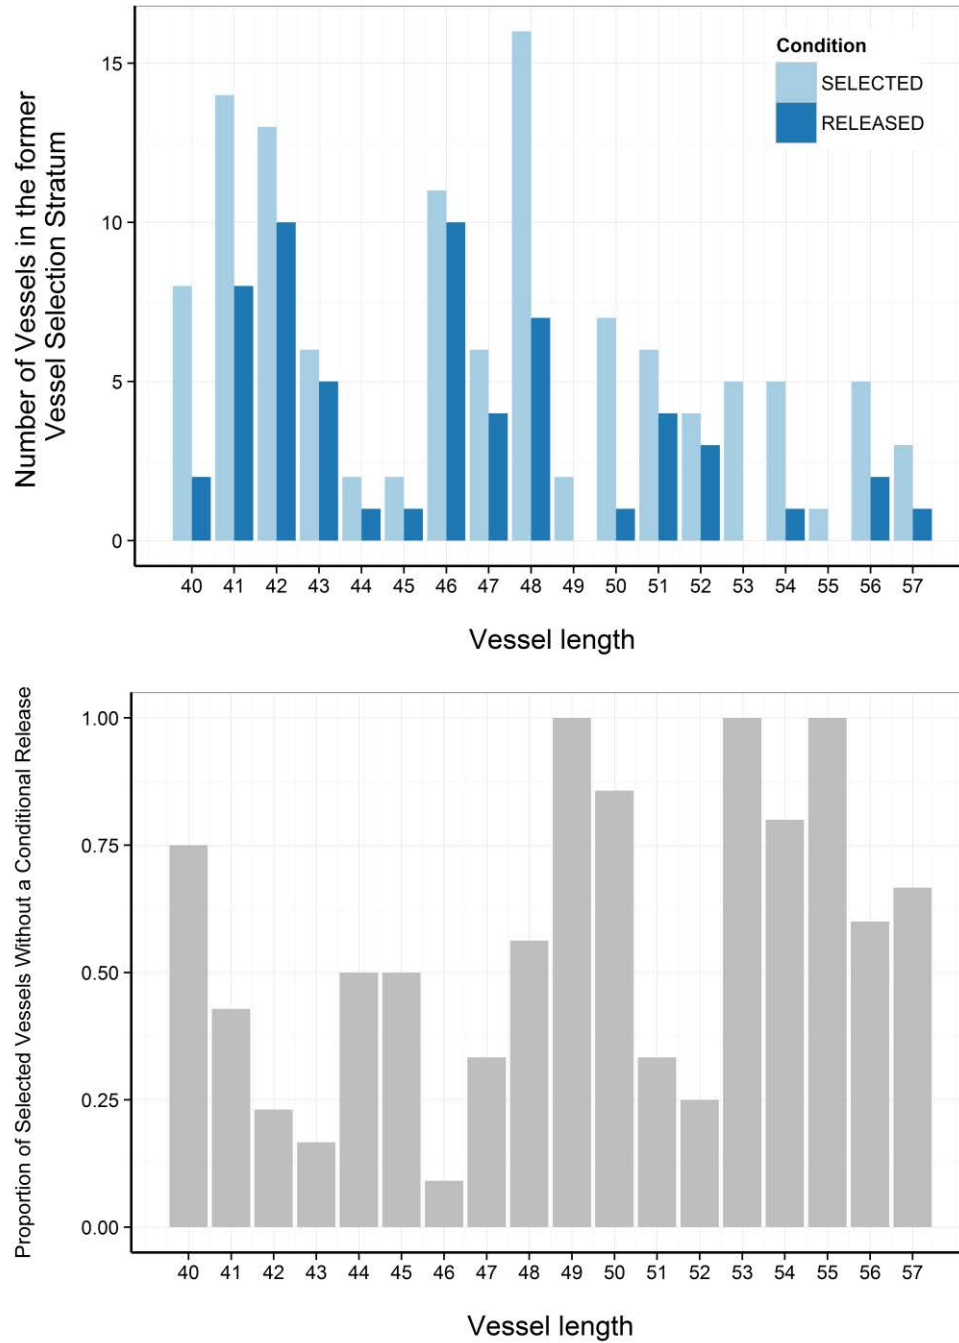 Number of Vessels in the former
Vessel Selection Stratum
15
10
5
0
Condition
SELECTED
RELEASED
40 41 42 43 44 45 46 47 48 49 50 51 52 53 54 55 56 57
Vessel length
Proportion of Selected Vessels Without a Conditional Release
1.00
0.75
0.50
0.25
0.00
40 41 42 43 44 45 46 47 48 49 50 51 52 53 54 55 56 57
Vessel length